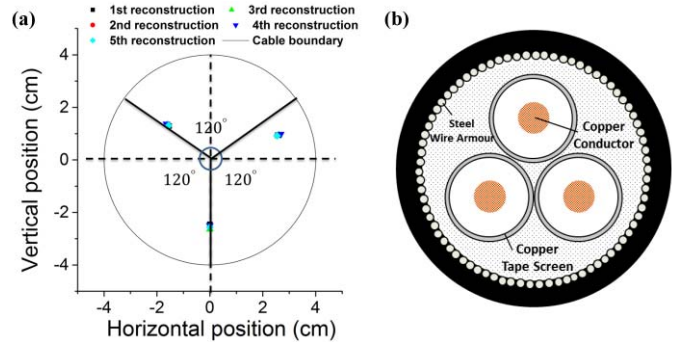 (a)
1st reconstruction
3rd reconstruction
2nd reconstruction
4th reconstruction
5th reconstruction
Cable boundary
Vertical position (cm)
4
2
0
-2
-4
120°
120°
120°
-4
-2
0
2
4
Horizontal position (cm)
(b)
Steel
Wire Armour
Copper
Conductor
Copper
Tape Screen